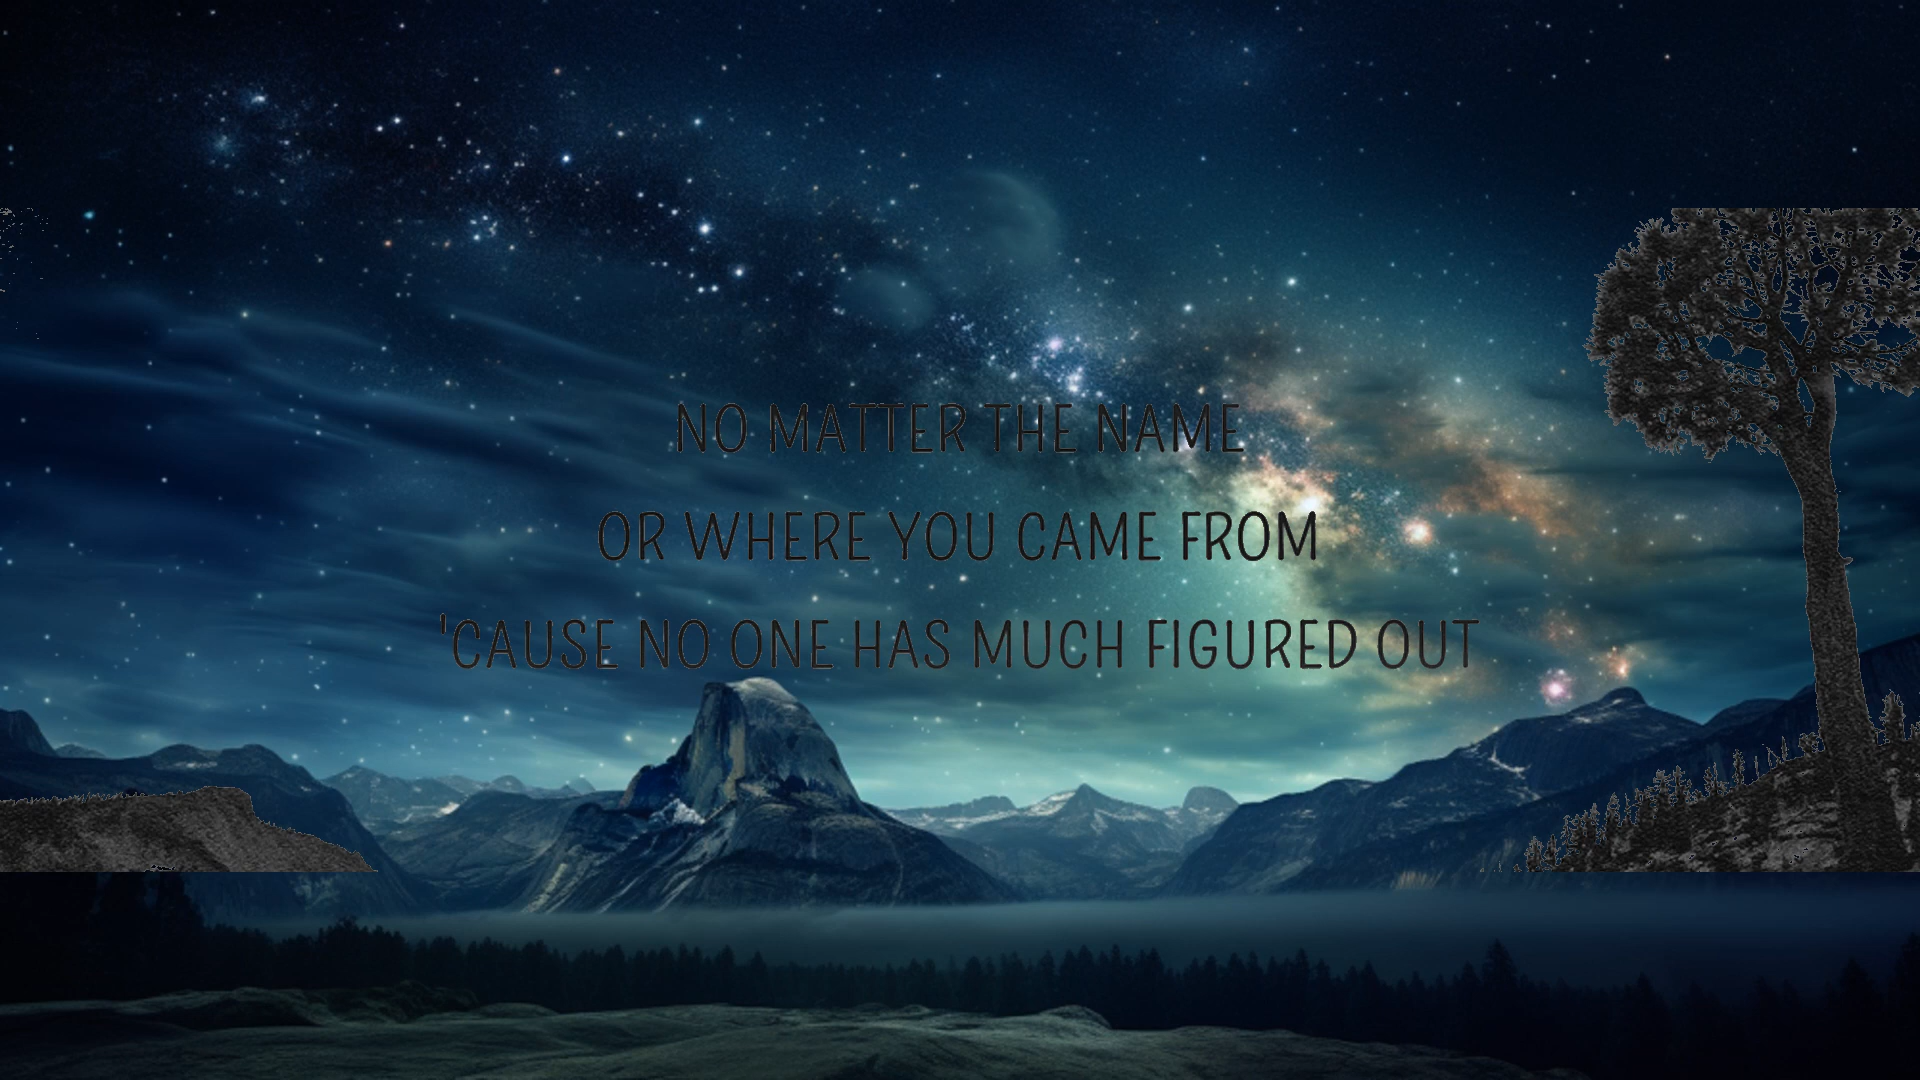 NO MATTER THE NAME
OR WHERE YOU CAME FROM
'CAUSE NO ONE HAS MUCH FIGURED OUT